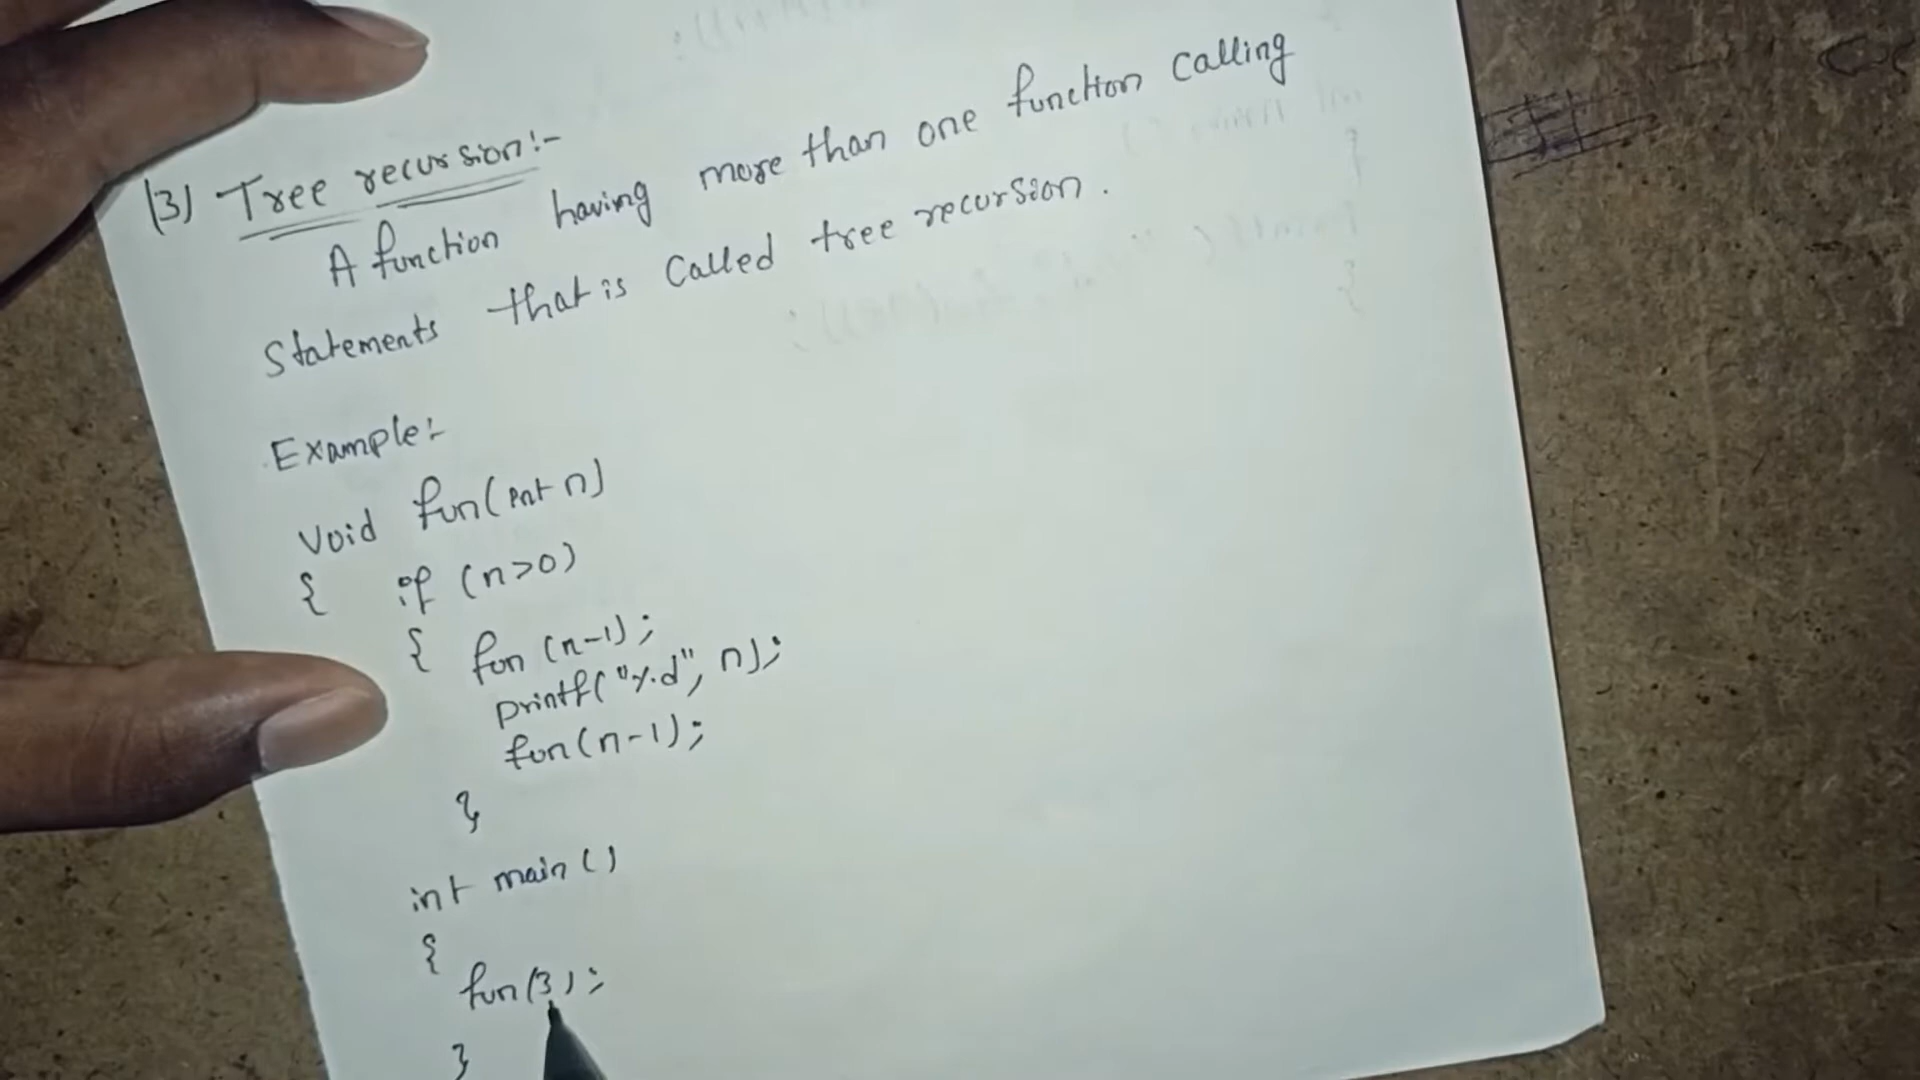 (3) Tree recursion:-
A function having more than one function calling
statements that is called tree recursion.
Example:-
void fun(int n)
{ if (n>0)
{ fun (n-1);
printf("%d", n);
fun(n-1);
}
int main ()
{
fun(3);
}